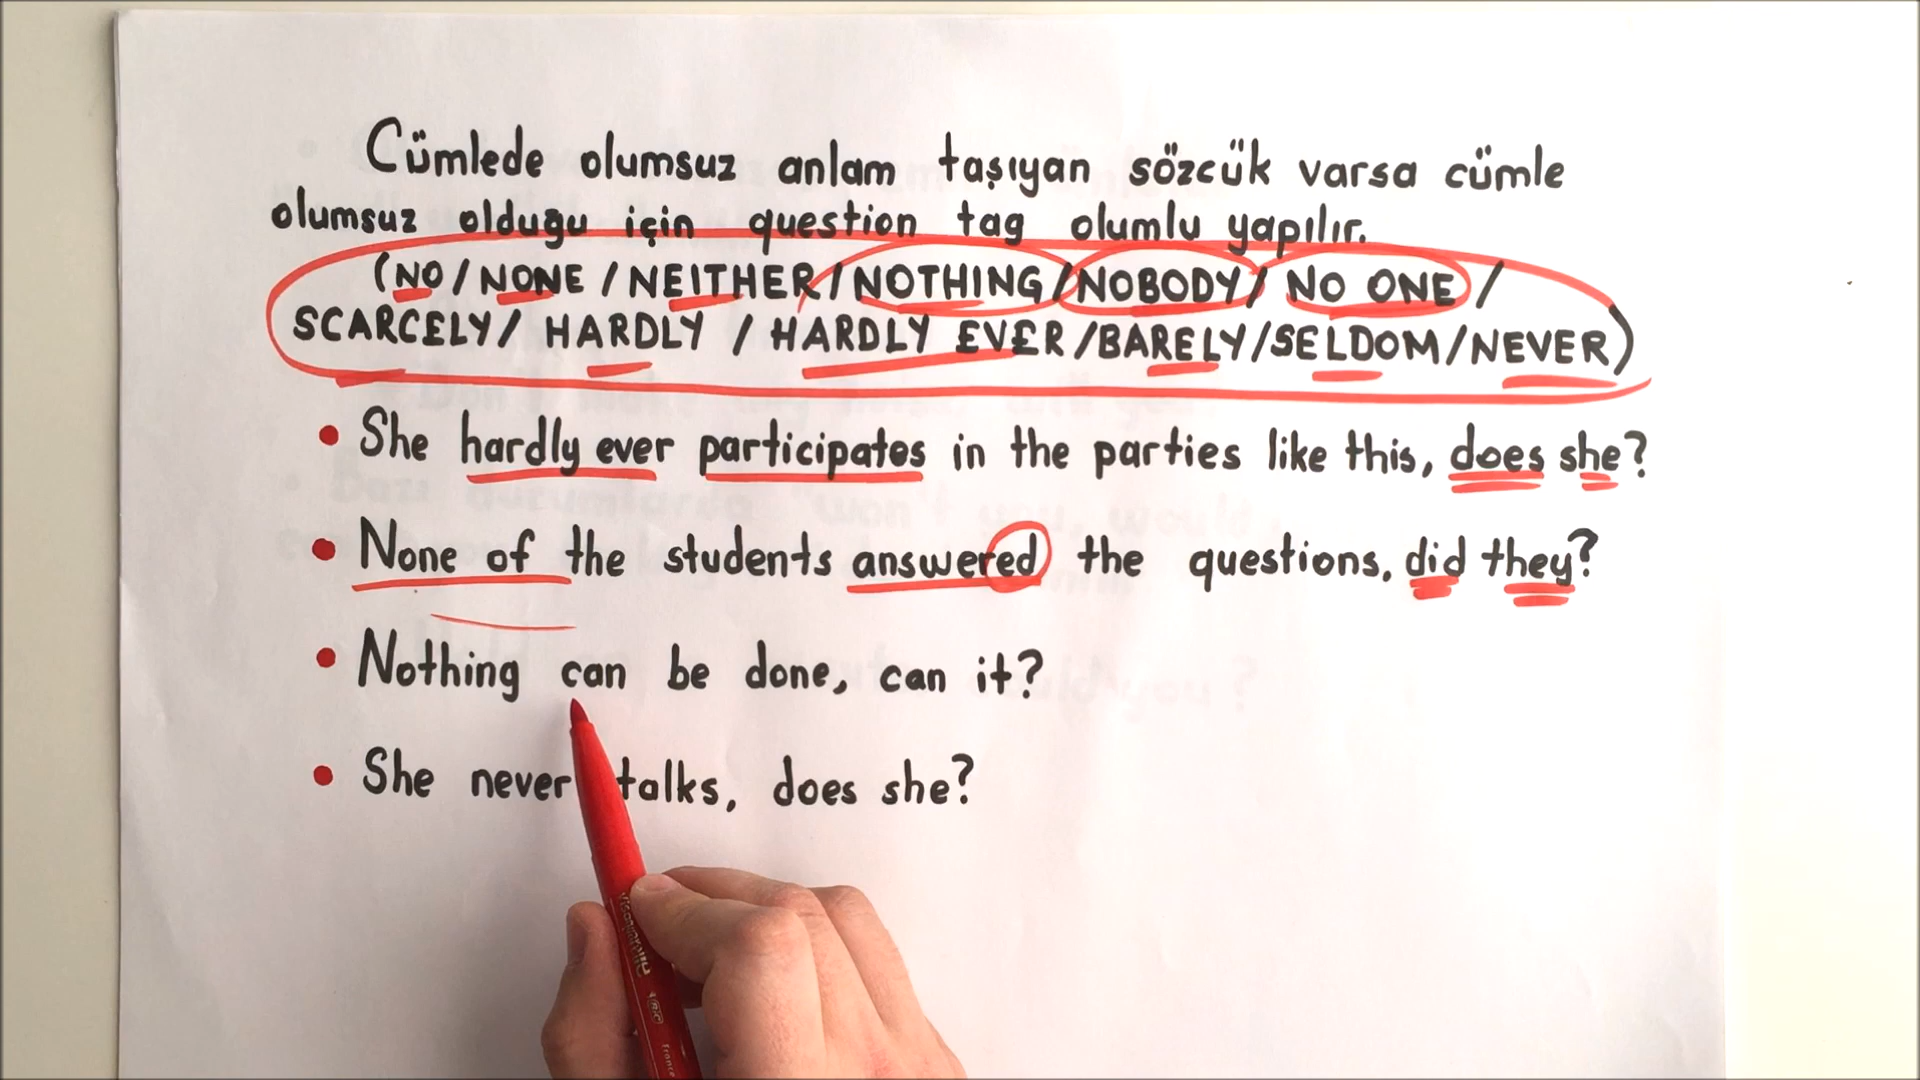 Cümlede olumsuz anlam taşıyan sözcük varsa cümle
olumsuz olduğu için question tag olumlu yapılır.
(NO / NONE / NEITHER / NOTHING / NOBODY / NO ONE /
SCARCELY / HARDLY / HARDLY EVER / BARELY / SELDOM / NEVER)
• She hardly ever participates in the parties like this, does she?
• None of the students answered the questions, did they?
• Nothing can be done, can it?
• She never talks, does she?
BIC
France